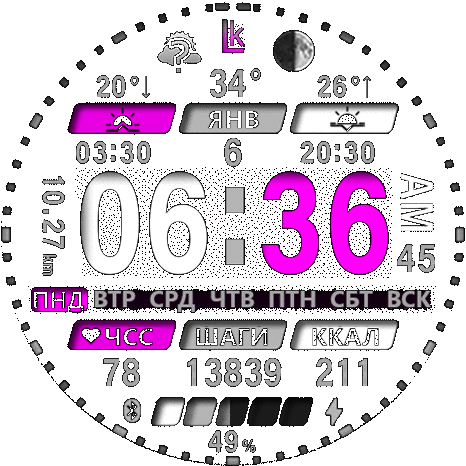 lk
20°↓ 34° 26°↑
ЯНВ
03:30 6 20:30
06:36 AM
10.27 km
45
ПНД ВТР СРД ЧТВ ПТН СБТ ВСК
ЧСС ШАГИ ККАЛ
78 13839 211
49%